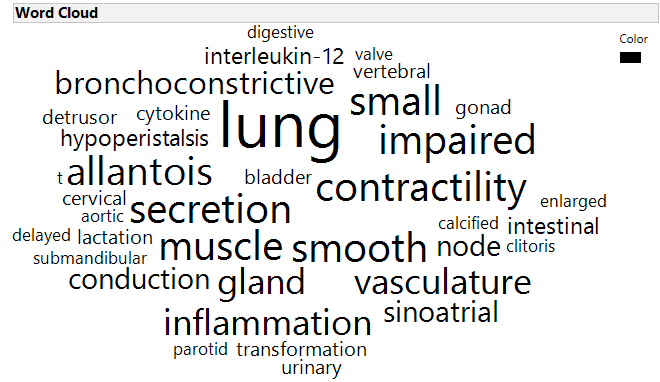 Word Cloud
digestive
Color
interleukin-12 valve
vertebral
bronchoconstrictive
small
gonad
detrusor cytokine
lung
hypoperistalsis
impaired
t allantois
bladder
contractility
cervical
enlarged
aortic
secretion
calcified
intestinal
delayed lactation
muscle smooth node clitoris
submandibular
conduction gland vasculature
sinoatrial
inflammation
parotid transformation
urinary